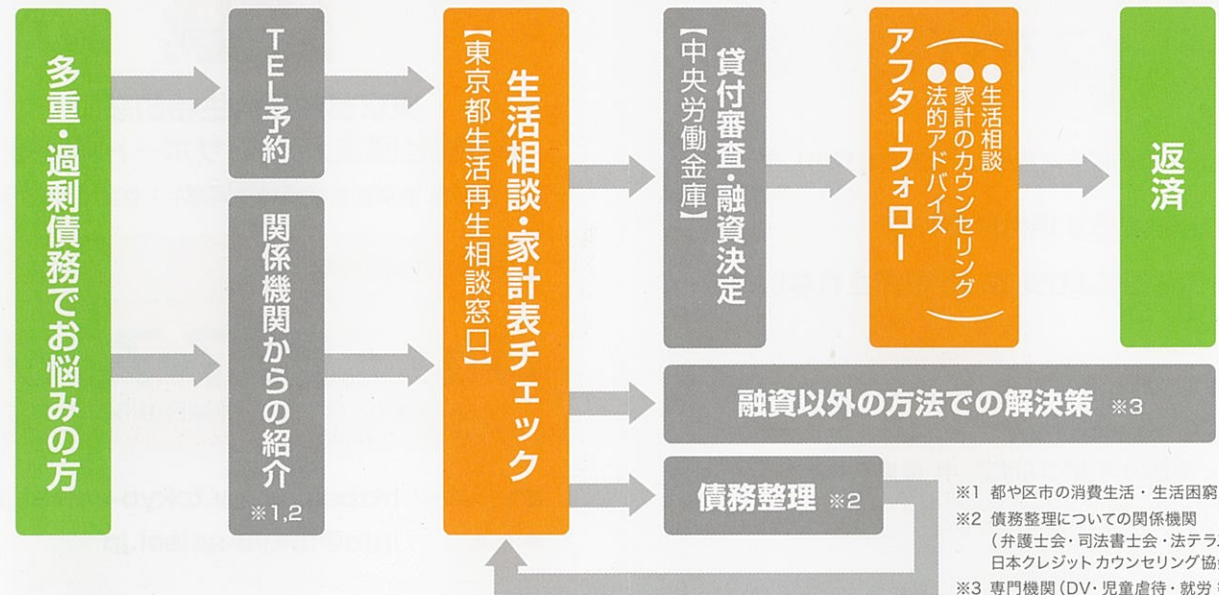 多重・過剰債務でお悩みの方
TEL予約
関係機関からの紹介
※1,2
生活相談・家計表チェック
【東京都生活再生相談窓口】
貸付審査・融資決定
【中央労働金庫】
アフターフォロー
●生活相談
●家計のカウンセリング
●法的アドバイス
返済
融資以外の方法での解決策 ※3
債務整理 ※2
※1 都や区市の消費生活・生活困窮
※2 債務整理についての関係機関
(弁護士会・司法書士会・法テラ
日本クレジットカウンセリング協
※3 専門機関(DV・児童虐待・就労